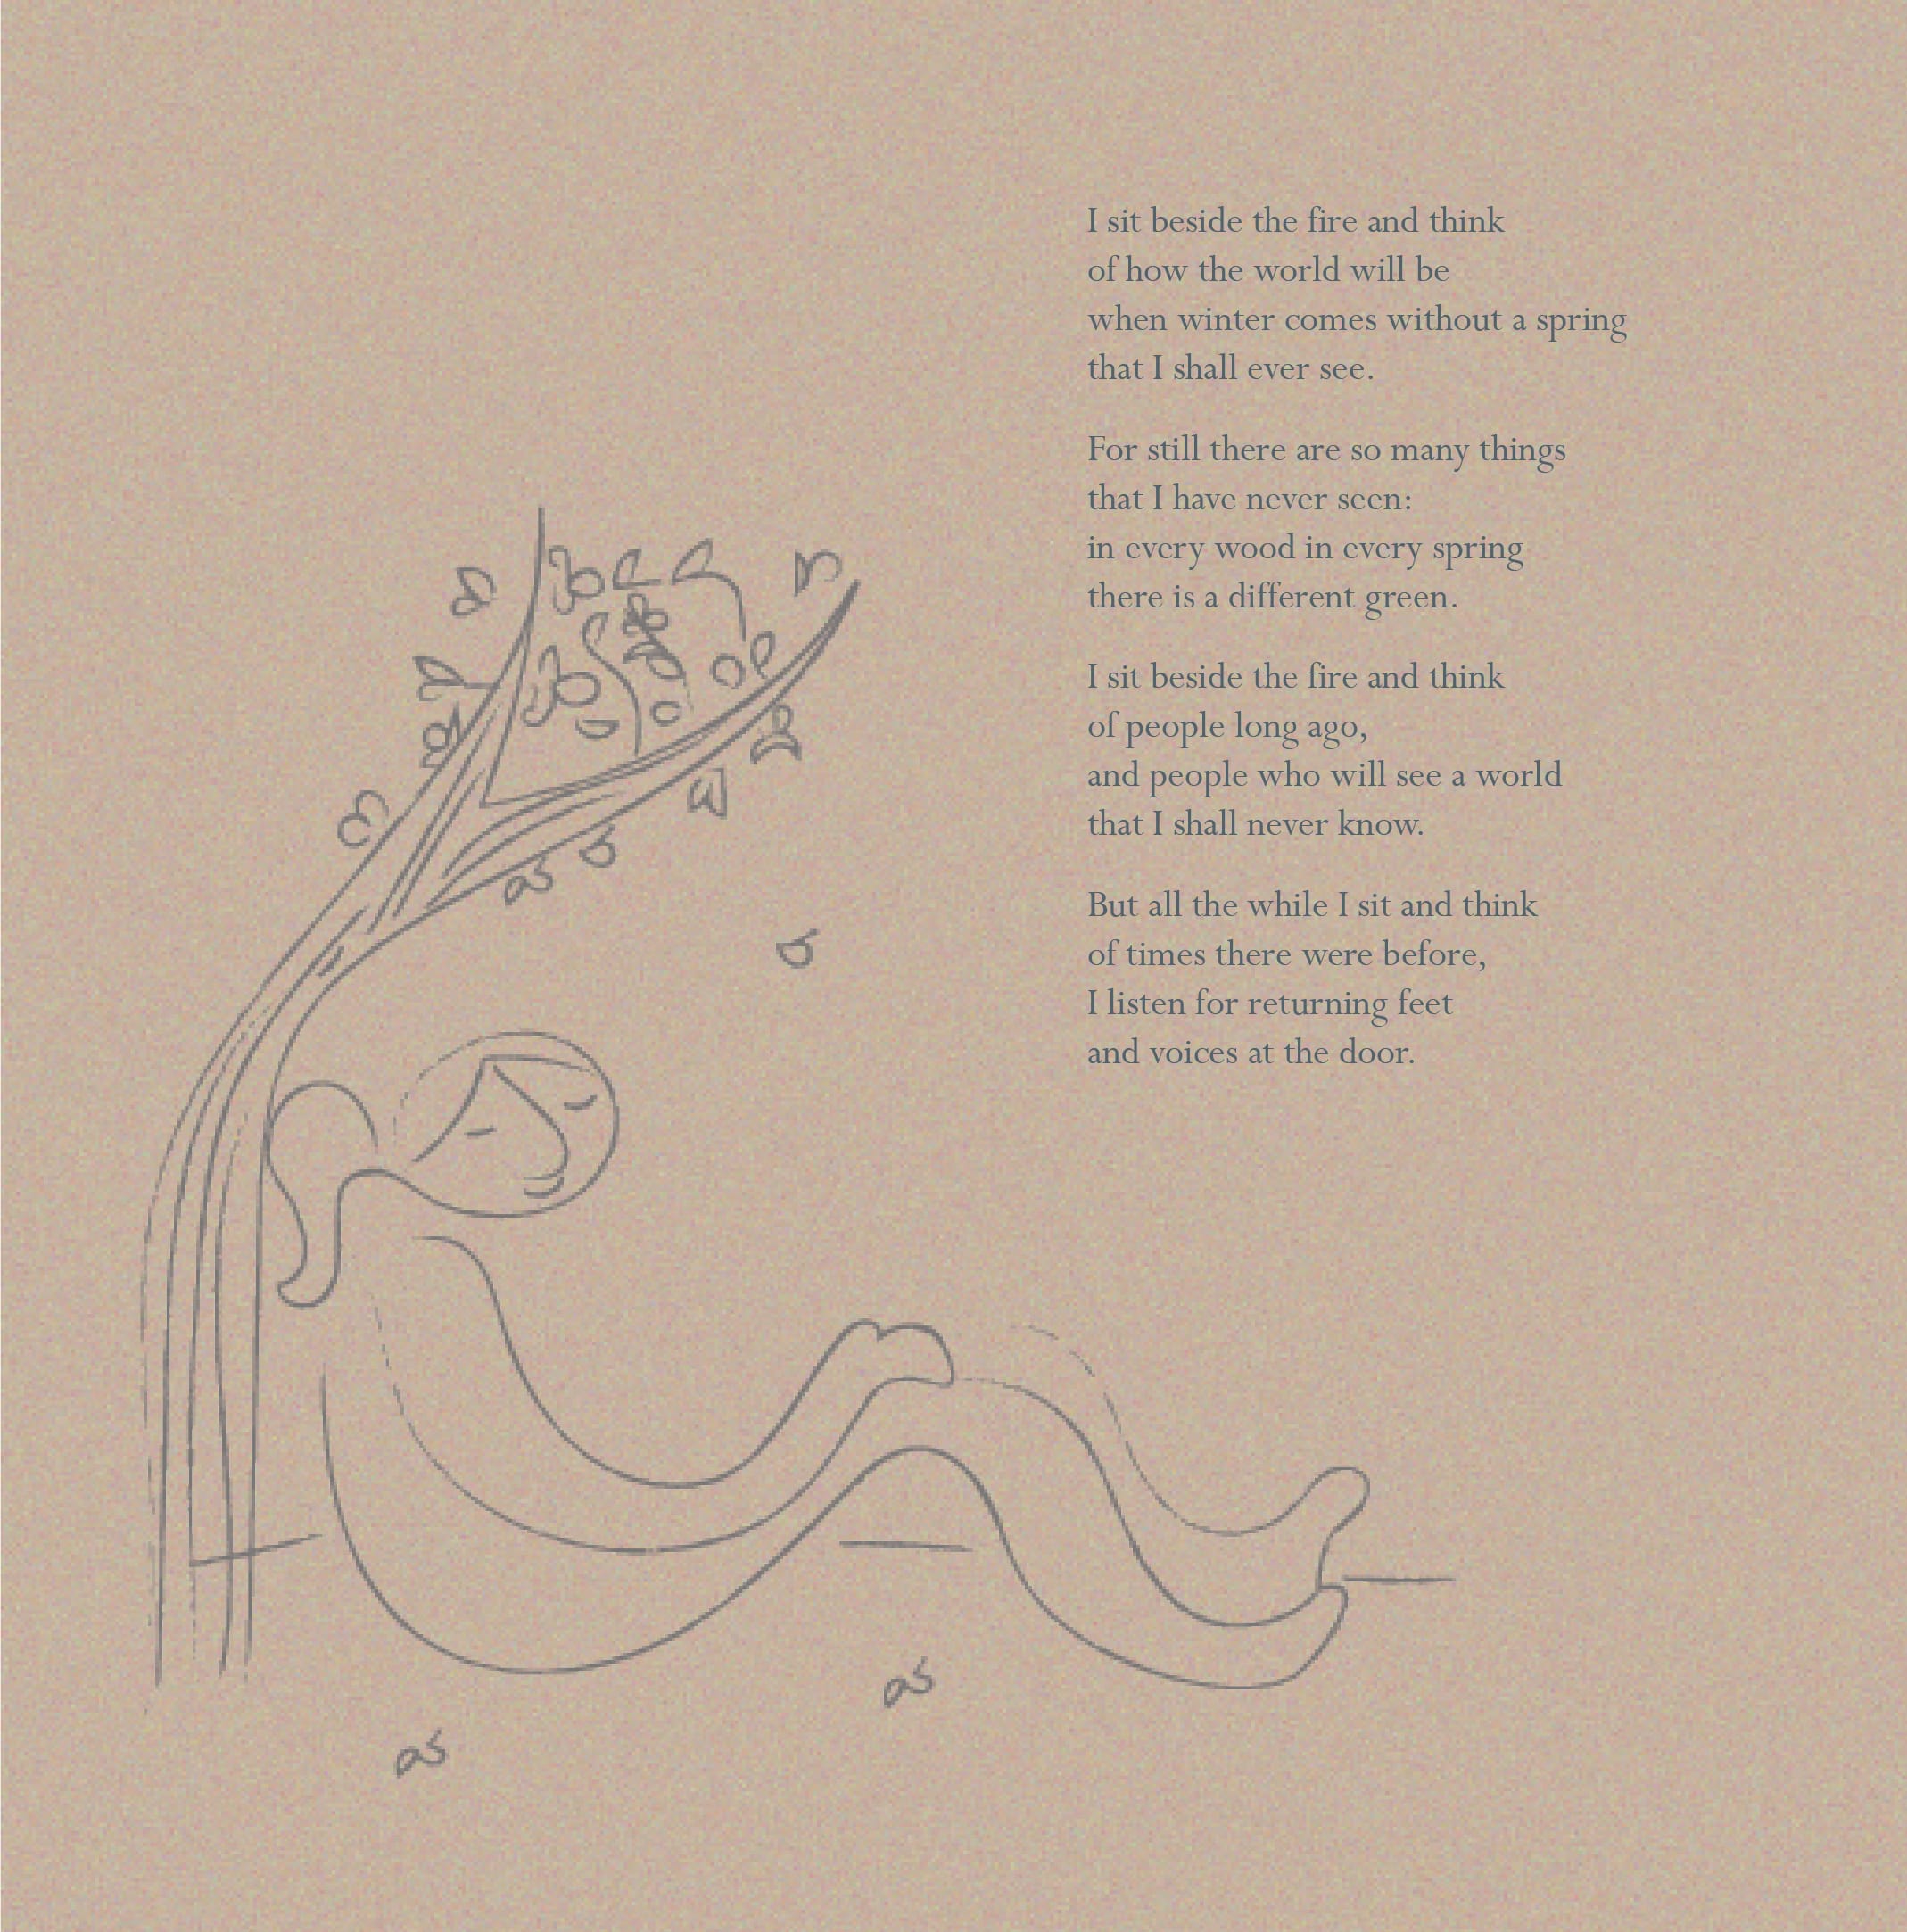 I sit beside the fire and think
of how the world will be
when winter comes without a spring
that I shall ever see.
For still there are so many things
that I have never seen:
in every wood in every spring
there is a different green.
I sit beside the fire and think
of people long ago,
and people who will see a world
that I shall never know.
But all the while I sit and think
of times there were before,
I listen for returning feet
and voices at the door.